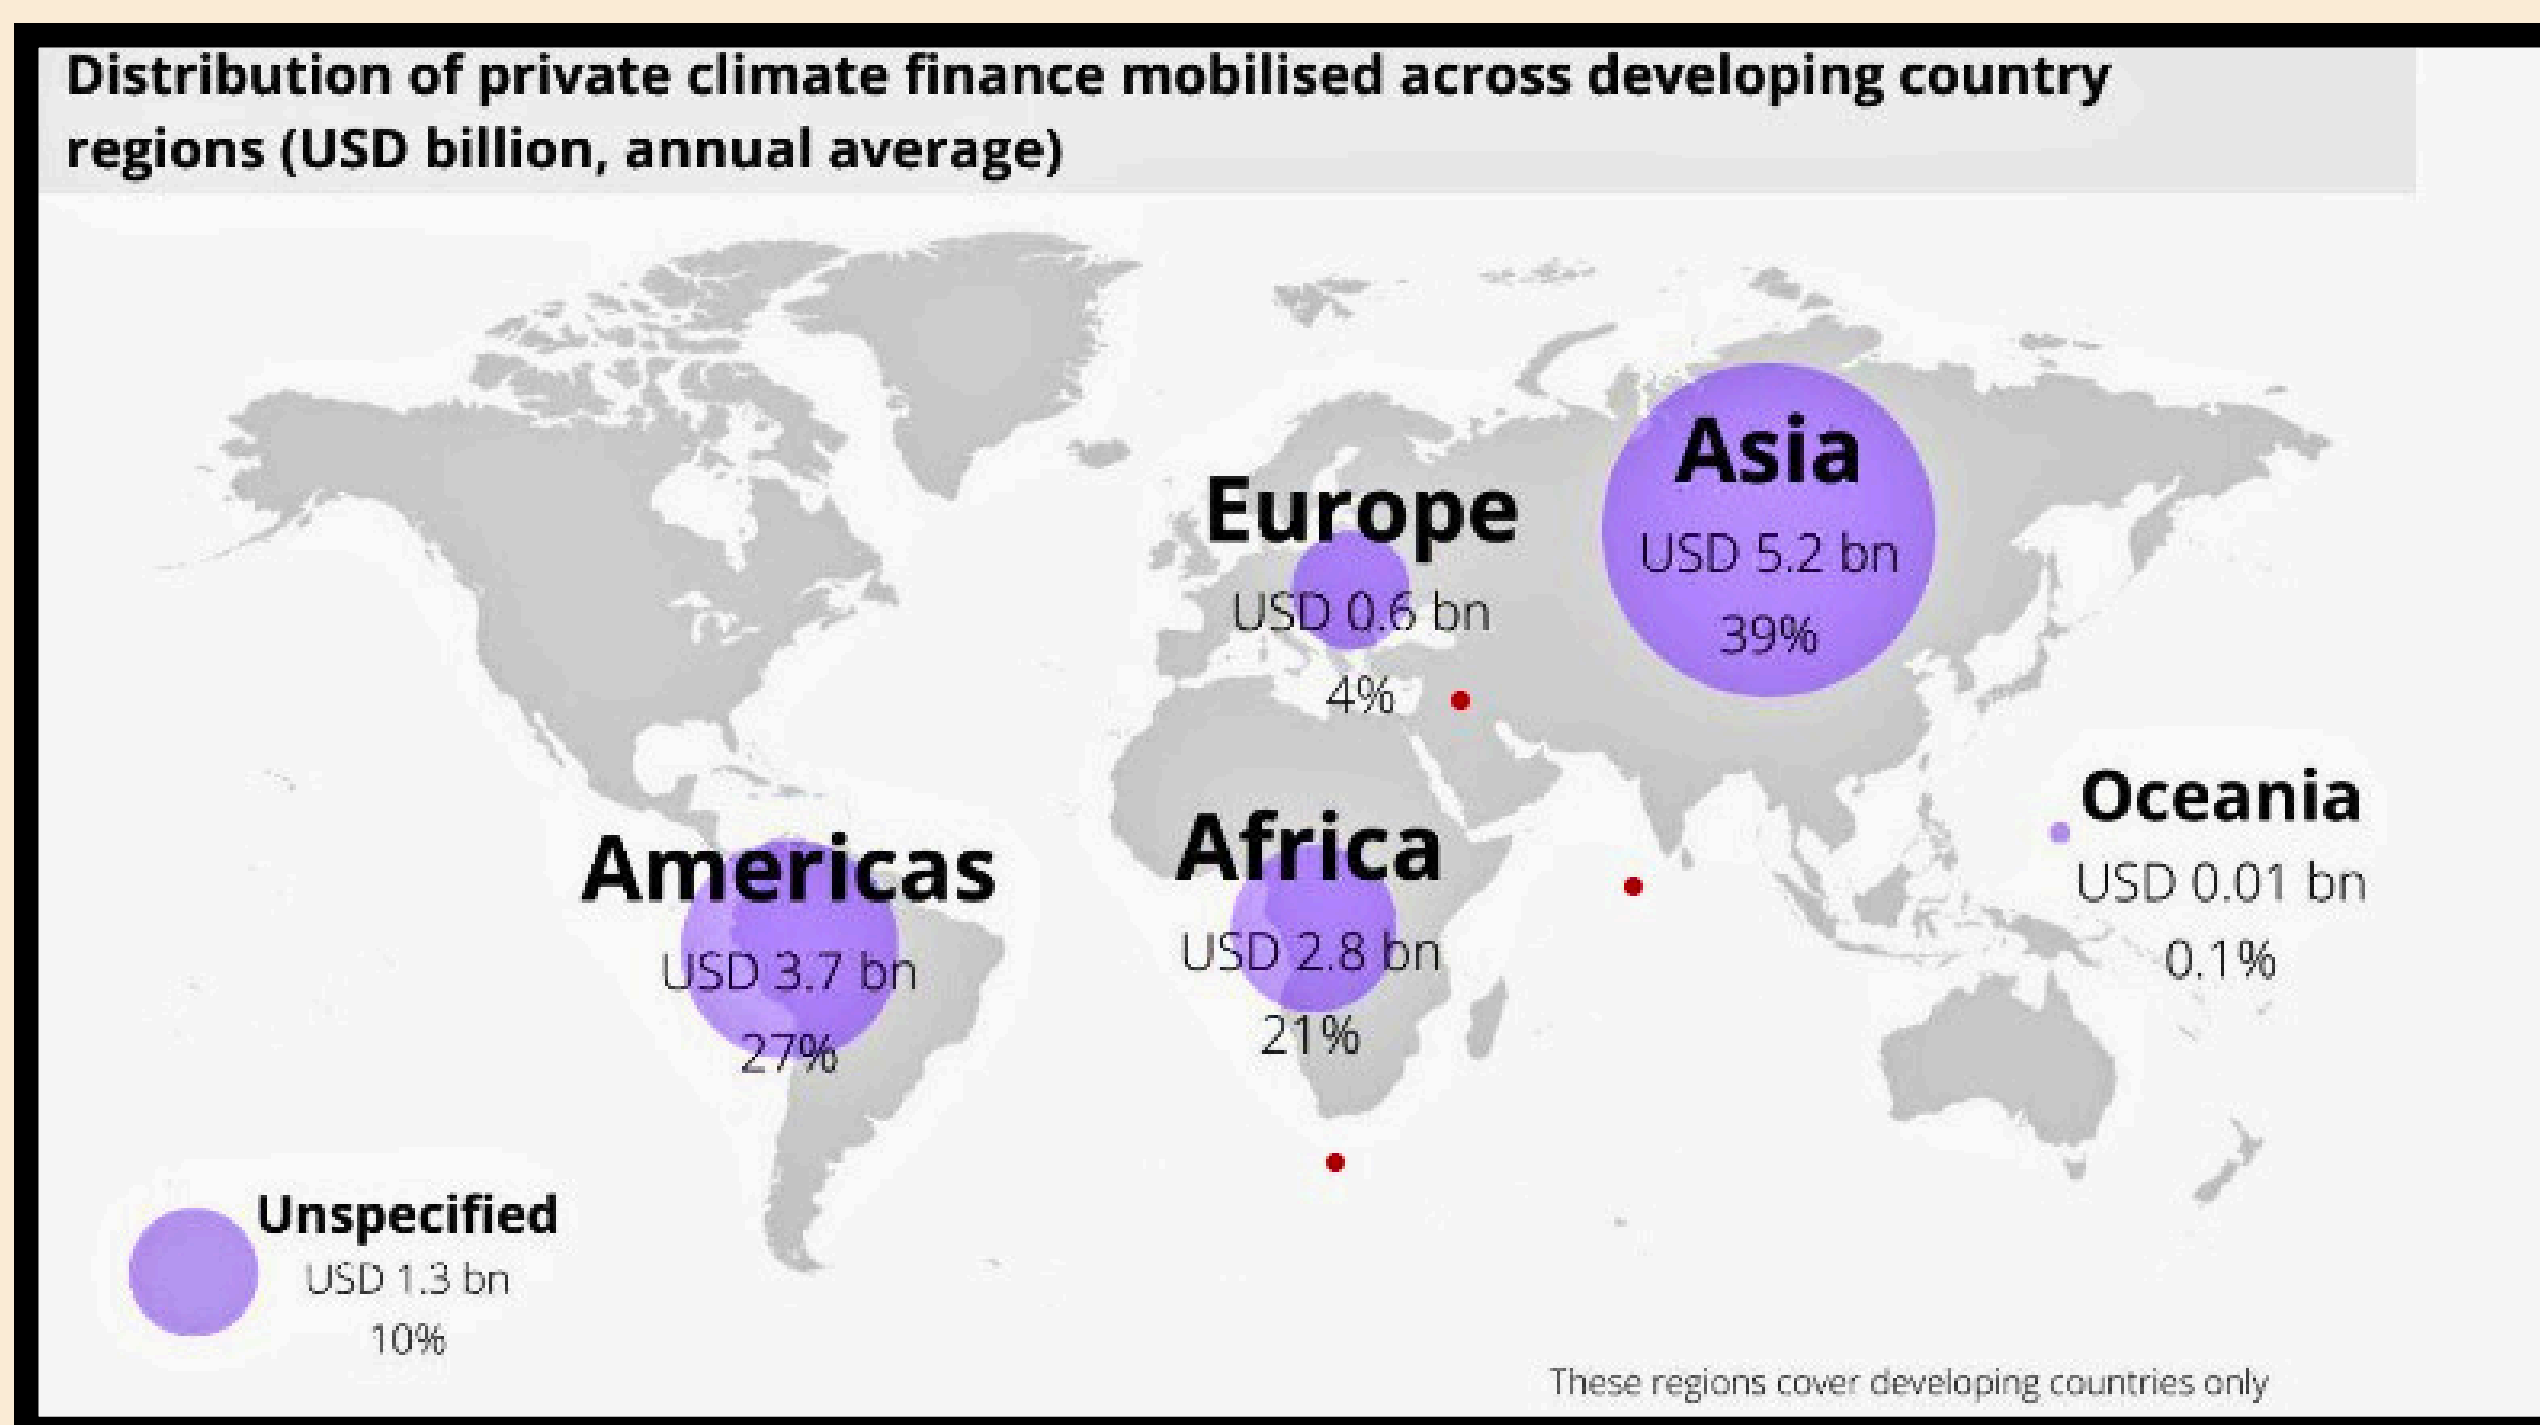 Distribution of private climate finance mobilised across developing country
regions (USD billion, annual average)
Asia
USD 5.2 bn
39%
Europe
USD 0.6 bn
4%
Oceania
USD 0.01 bn
0.1%
Americas
USD 3.7 bn
27%
Africa
USD 2.8 bn
21%
Unspecified
USD 1.3 bn
10%
These regions cover developing countries only